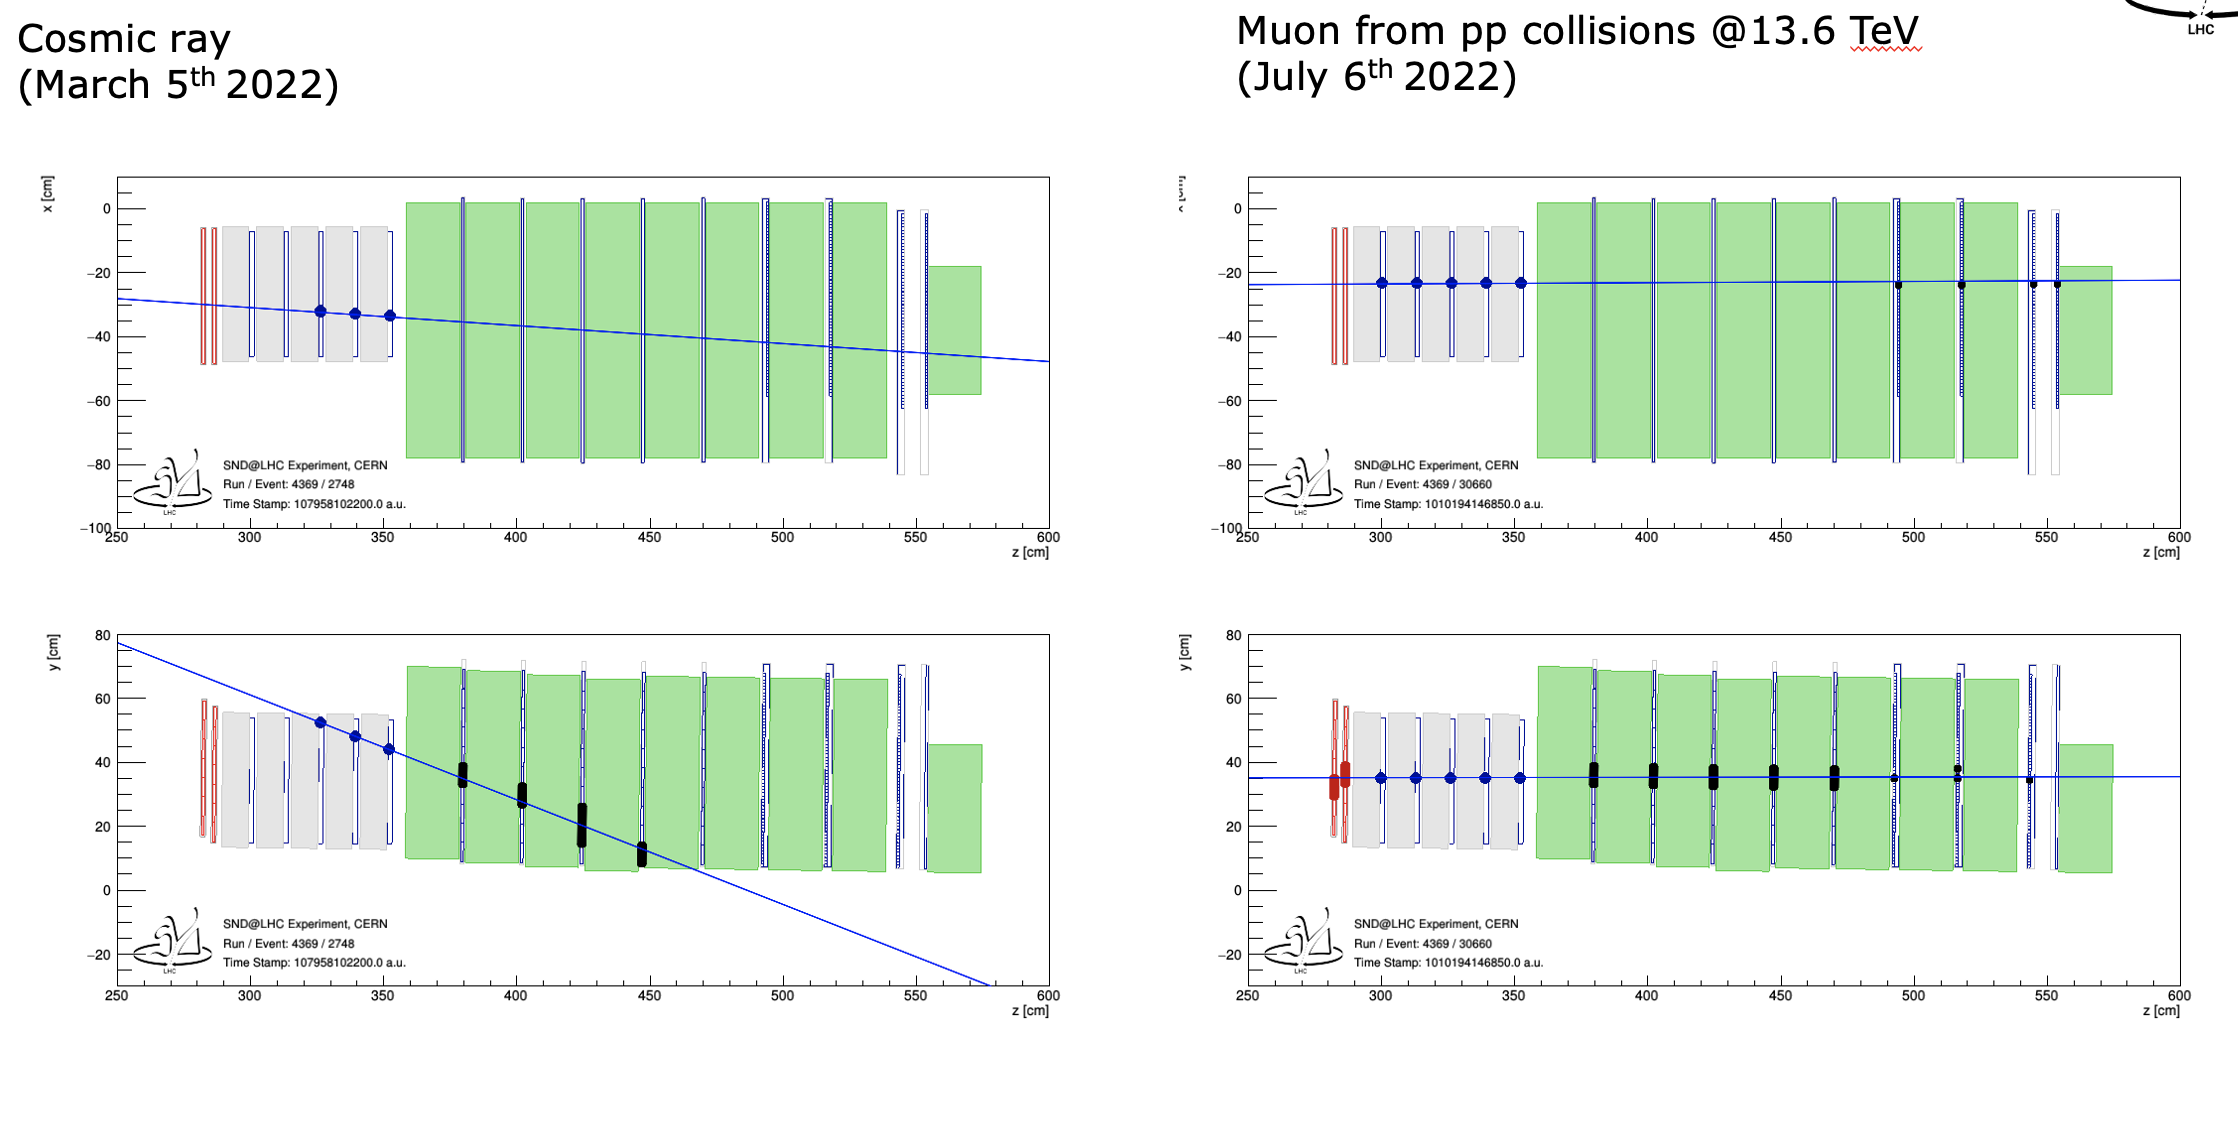 Cosmic ray
(March 5th 2022)
Muon from pp collisions @13.6 TeV
(July 6th 2022)
LHC
x [cm]
0
−20
−40
−60
−80
−100
SND@LHC Experiment, CERN
Run / Event: 4369 / 2748
Time Stamp: 107958102200.0 a.u.
LHC
250 300 350 400 450 500 550 600
z [cm]
0
−20
−40
−60
−80
−100
SND@LHC Experiment, CERN
Run / Event: 4369 / 30660
Time Stamp: 1010194146850.0 a.u.
LHC
250 300 350 400 450 500 550 600
z [cm]
y [cm]
80
60
40
20
0
−20
SND@LHC Experiment, CERN
Run / Event: 4369 / 2748
Time Stamp: 107958102200.0 a.u.
LHC
250 300 350 400 450 500 550 600
z [cm]
y [cm]
80
60
40
20
0
−20
SND@LHC Experiment, CERN
Run / Event: 4369 / 30660
Time Stamp: 1010194146850.0 a.u.
LHC
250 300 350 400 450 500 550 600
z [cm]